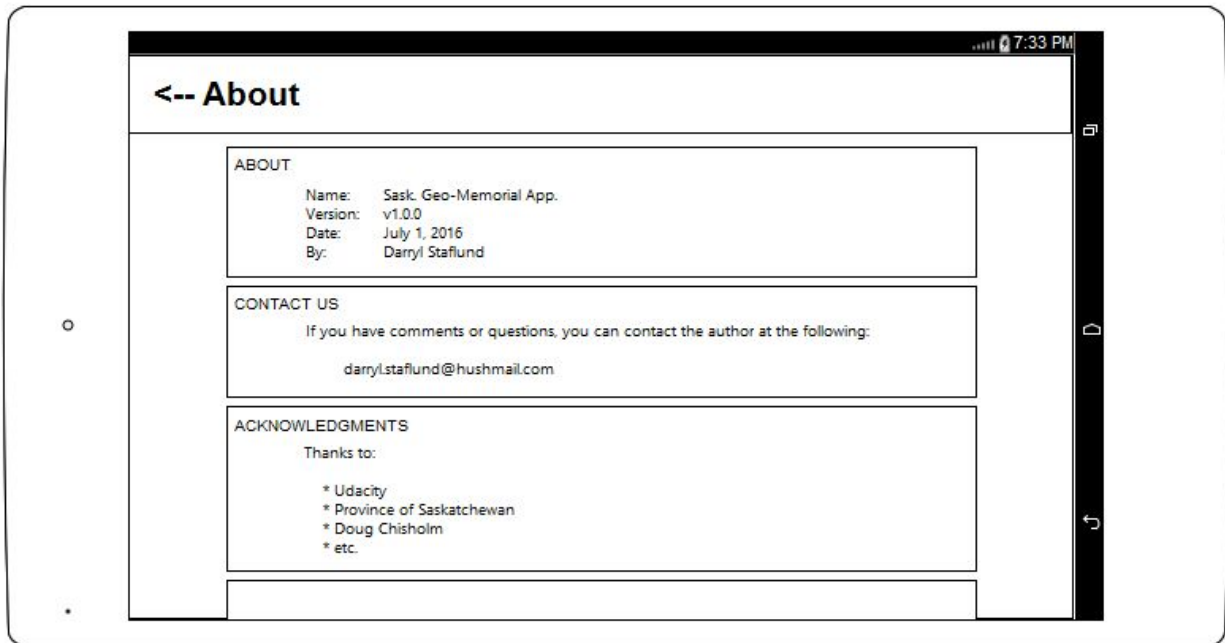 7:33 PM
<-- About
ABOUT
Name: Sask. Geo-Memorial App.
Version: v1.0.0
Date: July 1, 2016
By: Darryl Staflund
CONTACT US
If you have comments or questions, you can contact the author at the following:
darryl.staflund@hushmail.com
ACKNOWLEDGMENTS
Thanks to:
* Udacity
* Province of Saskatchewan
* Doug Chisholm
* etc.